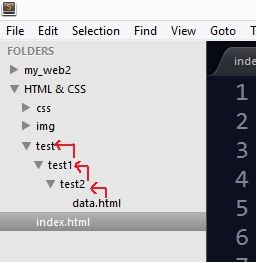 File Edit Selection Find View Goto T
FOLDERS
my_web2
HTML & CSS
css
img
test
test1
test2
data.html
index.html
inde
1
2
3
4
5
6
7